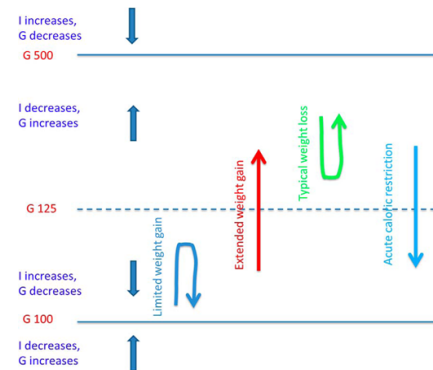 I increases,
G decreases
G 500
I decreases,
G increases
Typical weight loss
Extended weight gain
Acute caloric restriction
G 125
Limited weight gain
I increases,
G decreases
G 100
I decreases,
G increases